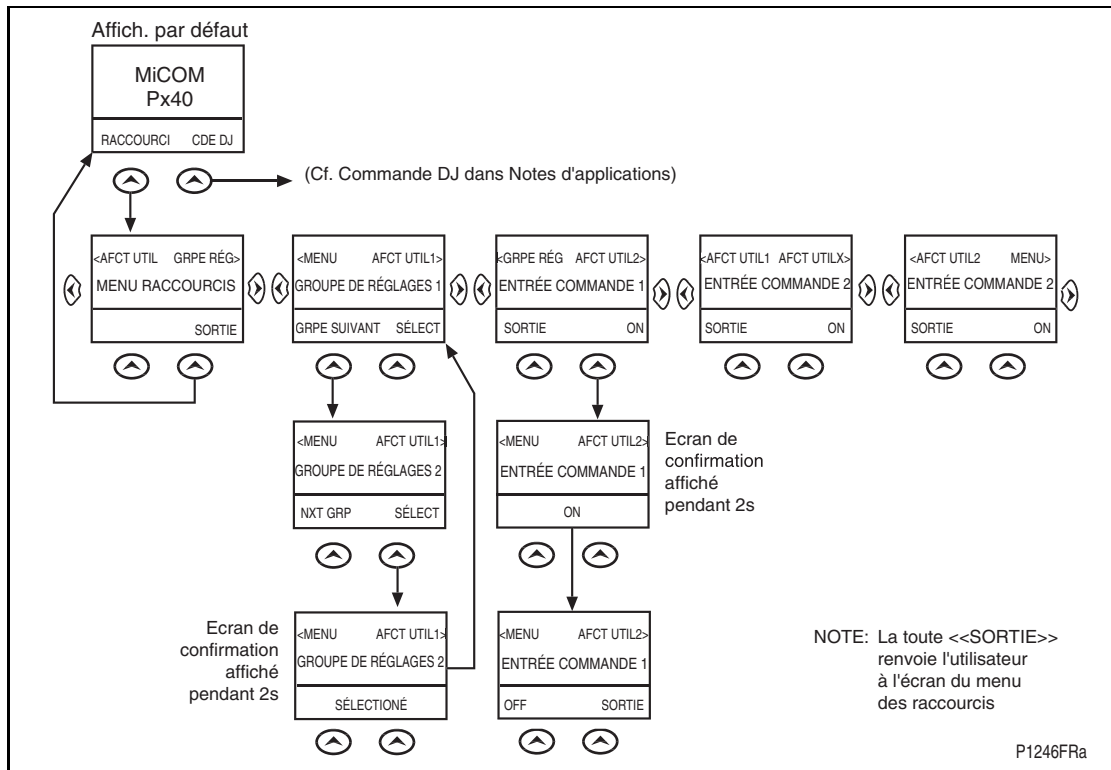 Affich. par défaut
MiCOM
Px40
RACCOURCI CDE DJ
(Cf. Commande DJ dans Notes d'applications)
<AFCT UTIL GRPE RÉG>
MENU RACCOURCIS
SORTIE
<MENU AFCT UTIL1>
GROUPE DE RÉGLAGES 1
GRPE SUIVANT SÉLECT
<GRPE RÉG AFCT UTIL2>
ENTRÉE COMMANDE 1
SORTIE ON
<AFCT UTIL1 AFCT UTILX>
ENTRÉE COMMANDE 2
SORTIE ON
<AFCT UTIL2 MENU>
ENTRÉE COMMANDE 2
SORTIE ON
<MENU AFCT UTIL1>
GROUPE DE RÉGLAGES 2
NXT GRP SÉLECT
<MENU AFCT UTIL2>
ENTRÉE COMMANDE 1
ON
Ecran de
confirmation
affiché
pendant 2s
Ecran de
confirmation
affiché
pendant 2s
<MENU AFCT UTIL1>
GROUPE DE RÉGLAGES 2
SÉLECTIONÉ
<MENU AFCT UTIL2>
ENTRÉE COMMANDE 1
OFF SORTIE
NOTE: La toute <<SORTIE>>
renvoie l'utilisateur
à l'écran du menu
des raccourcis
P1246FRa